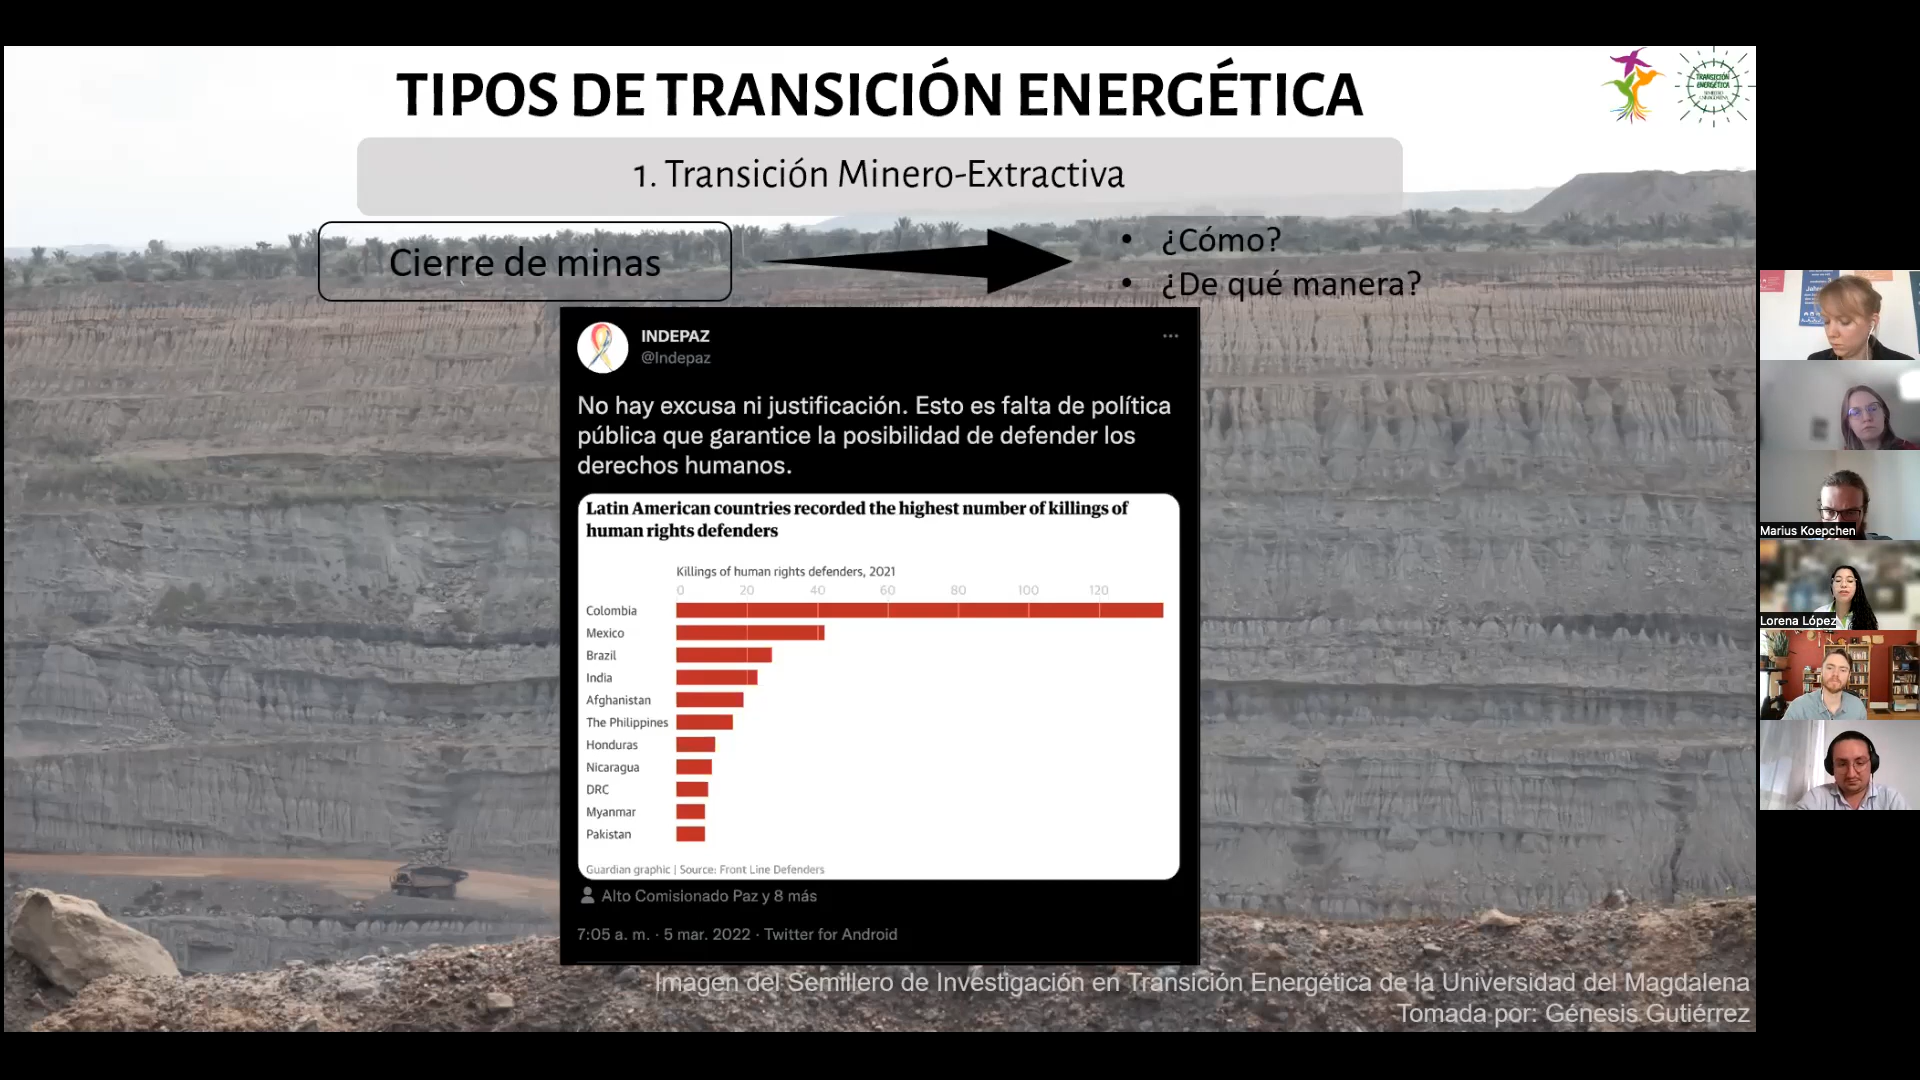 TIPOS DE TRANSICIÓN ENERGÉTICA
TRANSICIÓN
ENERGÉTICA
1. Transición Minero-Extractiva
Cierre de minas
• ¿Cómo?
• ¿De qué manera?
INDEPAZ
@Indepaz
No hay excusa ni justificación. Esto es falta de política
pública que garantice la posibilidad de defender los
derechos humanos.
Latin American countries recorded the highest number of killings of
human rights defenders
Killings of human rights defenders, 2021
0 20 40 60 80 100 120
Colombia
Mexico
Brazil
India
Afghanistan
The Philippines
Honduras
Nicaragua
DRC
Myanmar
Pakistan
Guardian graphic | Source: Front Line Defenders
Alto Comisionado Paz y 8 más
7:05 a. m. · 5 mar. 2022 · Twitter for Android
Imagen del Semillero de Investigación en Transición Energética de la Universidad del Magdalena
Tomada por: Génesis Gutiérrez
Marius Koepchen
Lorena López